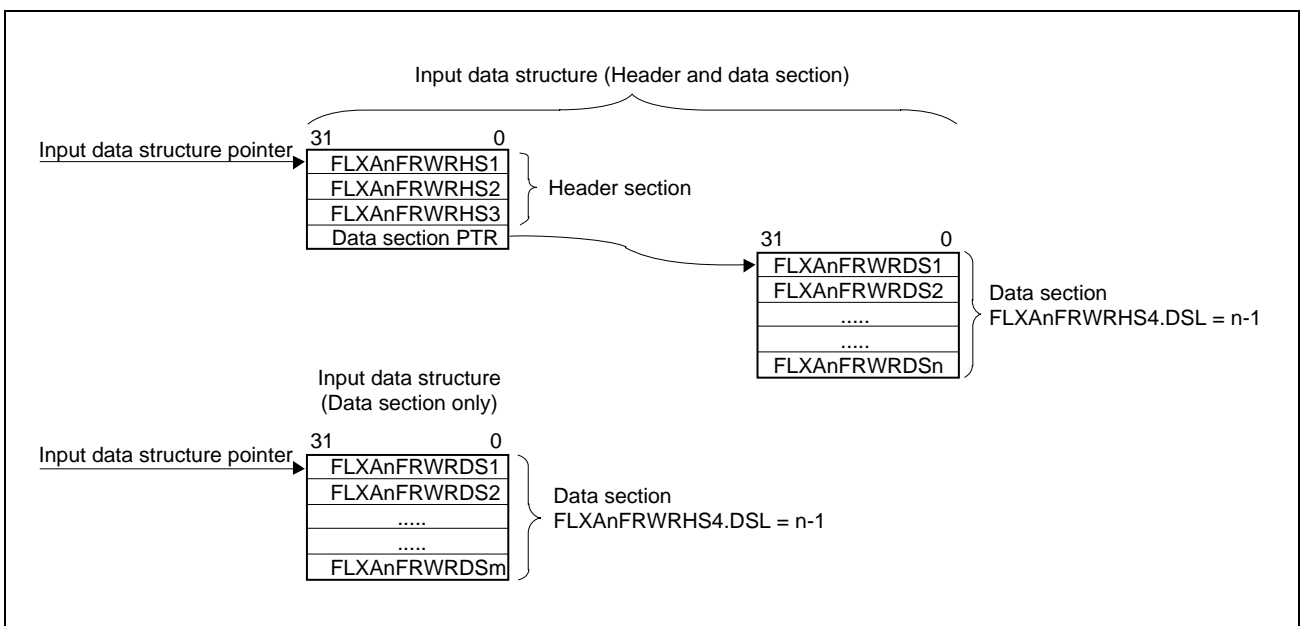 Input data structure (Header and data section)
31 0
Input data structure pointer
FLXAnFRWRHS1
FLXAnFRWRHS2
FLXAnFRWRHS3
Data section PTR
Header section
31 0
FLXAnFRWRDS1
FLXAnFRWRDS2
.....
.....
FLXAnFRWRDSn
Data section
FLXAnFRWRHS4.DSL = n-1
Input data structure
(Data section only)
31 0
Input data structure pointer
FLXAnFRWRDS1
FLXAnFRWRDS2
.....
.....
FLXAnFRWRDSm
Data section
FLXAnFRWRHS4.DSL = n-1